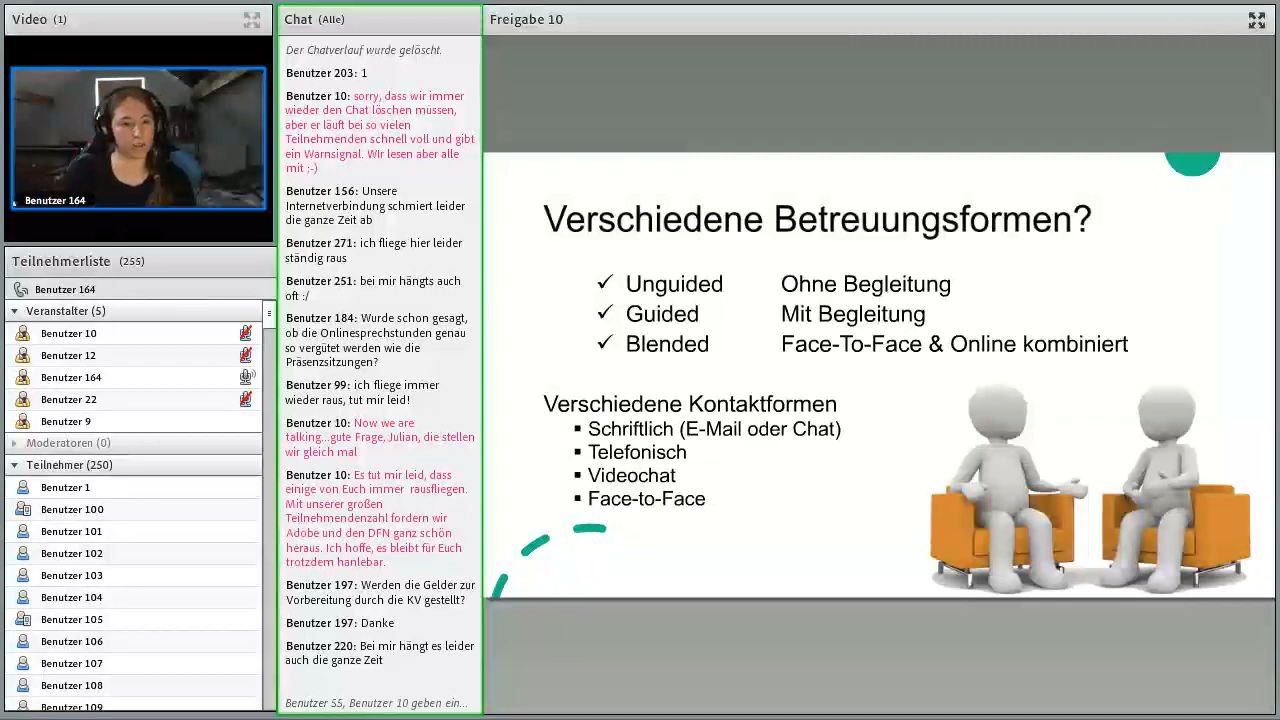 Video (1)
Benutzer 164
Teilnehmerliste (255)
Benutzer 164
Veranstalter (5)
Benutzer 10
Benutzer 12
Benutzer 164
Benutzer 22
Benutzer 9
Moderatoren (0)
Teilnehmer (250)
Benutzer 1
Benutzer 100
Benutzer 101
Benutzer 102
Benutzer 103
Benutzer 104
Benutzer 105
Benutzer 106
Benutzer 107
Benutzer 108
Benutzer 109
Chat (Alle)
Der Chatverlauf wurde gelöscht.
Benutzer 203: 1
Benutzer 10: sorry, dass wir immer
wieder den Chat löschen müssen,
aber er läuft bei so vielen
Teilnehmenden schnell voll und gibt
ein Warnsignal. WIr lesen aber alle
mit ;-)
Benutzer 156: Unsere
Internetverbindung schmiert leider
die ganze Zeit ab
Benutzer 271: ich fliege hier leider
ständig raus
Benutzer 251: bei mir hängts auch
oft :/
Benutzer 184: Wurde schon gesagt,
ob die Onlinesprechstunden genau
so vergütet werden wie die
Präsenzsitzungen?
Benutzer 99: ich fliege immer
wieder raus, tut mir leid!
Benutzer 10: Now we are
talking...gute Frage, Julian, die stellen
wir gleich mal
Benutzer 10: Es tut mir leid, dass
einige von Euch immer rausfliegen.
Mit unserer großen
Teilnehmendenzahl fordern wir
Adobe und den DFN ganz schön
heraus. Ich hoffe, es bleibt für Euch
trotzdem hanlebar.
Benutzer 197: Werden die Gelder zur
Vorbereitung durch die KV gestellt?
Benutzer 197: Danke
Benutzer 220: Bei mir hängt es leider
auch die ganze Zeit
Benutzer 55, Benutzer 10 geben ein...
Freigabe 10
Verschiedene Betreuungsformen?
✓ Unguided Ohne Begleitung
✓ Guided Mit Begleitung
✓ Blended Face-To-Face & Online kombiniert
Verschiedene Kontaktformen
▪ Schriftlich (E-Mail oder Chat)
▪ Telefonisch
▪ Videochat
▪ Face-to-Face